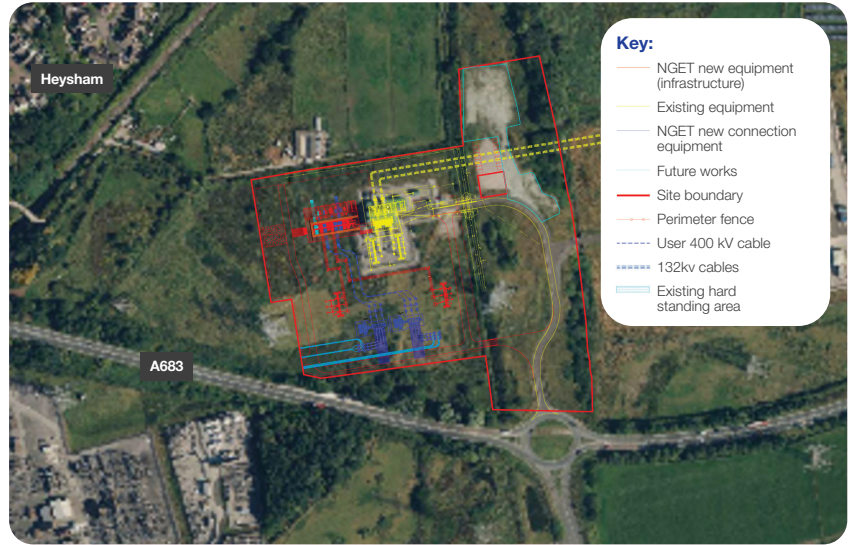 Heysham
A683
Key:
NGET new equipment
(infrastructure)
Existing equipment
NGET new connection
equipment
Future works
Site boundary
Perimeter fence
User 400 kV cable
132kv cables
Existing hard
standing area